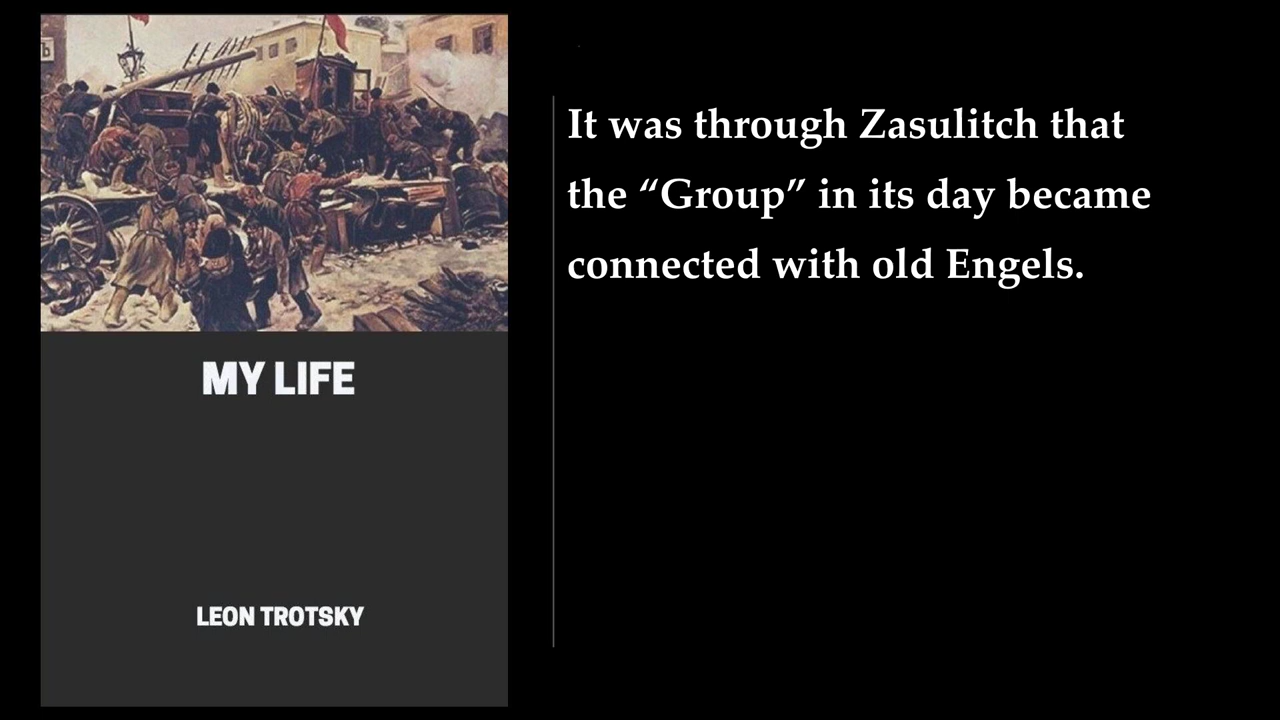 MY LIFE
LEON TROTSKY
It was through Zasulitch that
the “Group” in its day became
connected with old Engels.